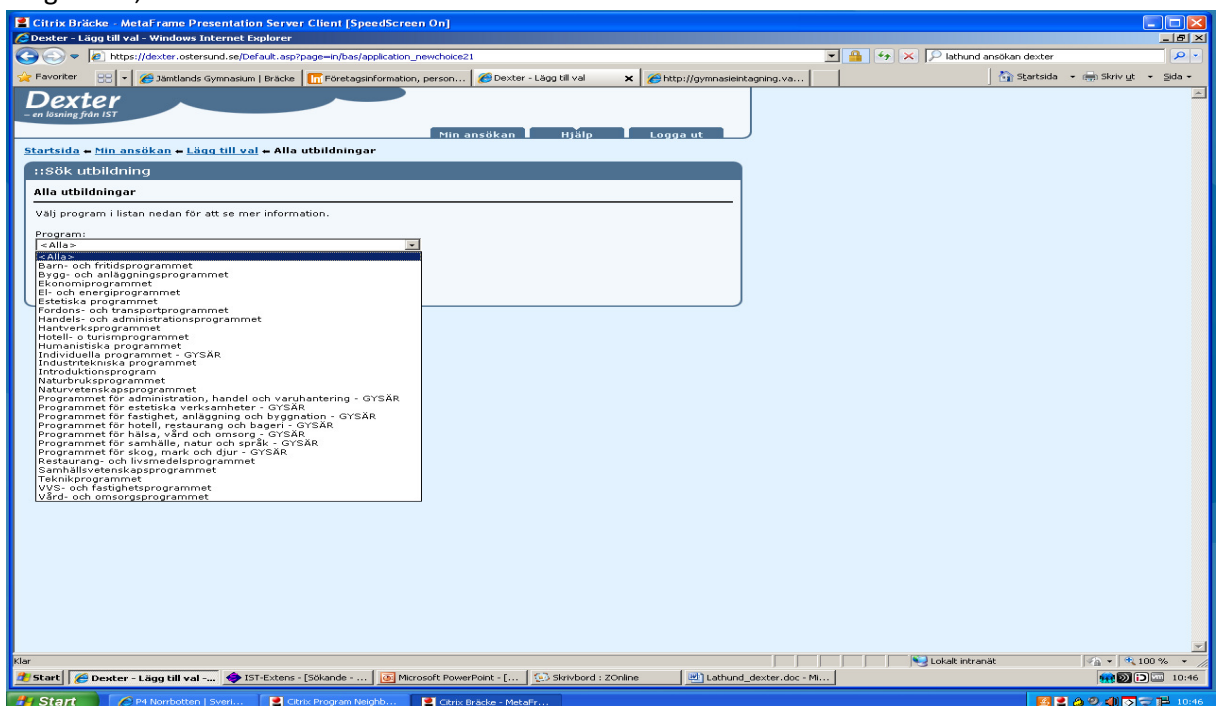 Citrix Bräcke - MetaFrame Presentation Server Client [SpeedScreen On]
Dexter - Lägg till val - Windows Internet Explorer
https://dexter.ostersund.se/Default.asp?page=in/bas/application_newchoice21
lathund ansökan dexter
Favoriter
Jämtlands Gymnasium | Bräcke
Företagsinformation, person...
Dexter - Lägg till val
http://gymnasieintagning.va...
Startsida
Skriv ut
Sida
Dexter
– en lösning från IST
Min ansökan
Hjälp
Logga ut
Startsida
Min ansökan
Lägg till val
Alla utbildningar
::Sök utbildning
Alla utbildningar
Välj program i listan nedan för att se mer information.
Program:
<Alla>
<Alla>
Barn- och fritidsprogrammet
Bygg- och anläggningsprogrammet
Ekonomiprogrammet
El- och energiprogrammet
Estetiska programmet
Fordons- och transportprogrammet
Handels- och administrationsprogrammet
Hantverksprogrammet
Hotell- o turismprogrammet
Humanistiska programmet
Individuella programmet - GYSÄR
Industritekniska programmet
Introduktionsprogram
Naturbruksprogrammet
Naturvetenskapsprogrammet
Programmet för administration, handel och varuhantering - GYSÄR
Programmet för estetiska verksamheter - GYSÄR
Programmet för fastighet, anläggning och byggnation - GYSÄR
Programmet för hotell, restaurang och bageri - GYSÄR
Programmet för hälsa, vård och omsorg - GYSÄR
Programmet för samhälle, natur och språk - GYSÄR
Programmet för skog, mark och djur - GYSÄR
Restaurang- och livsmedelsprogrammet
Samhällsvetenskapsprogrammet
Teknikprogrammet
VVS- och fastighetsprogrammet
Vård- och omsorgsprogrammet
Klar
Lokalt intranät
100 %
Start
Dexter - Lägg till val -...
IST-Extens - [Sökande - ...
Microsoft PowerPoint - [...
Skrivbord : ZOnline
Lathund_dexter.doc - Mi...
10:46
Start
P4 Norrbotten | Sveri...
Citrix Program Neighb...
Citrix Bräcke - MetaFr...
10:46